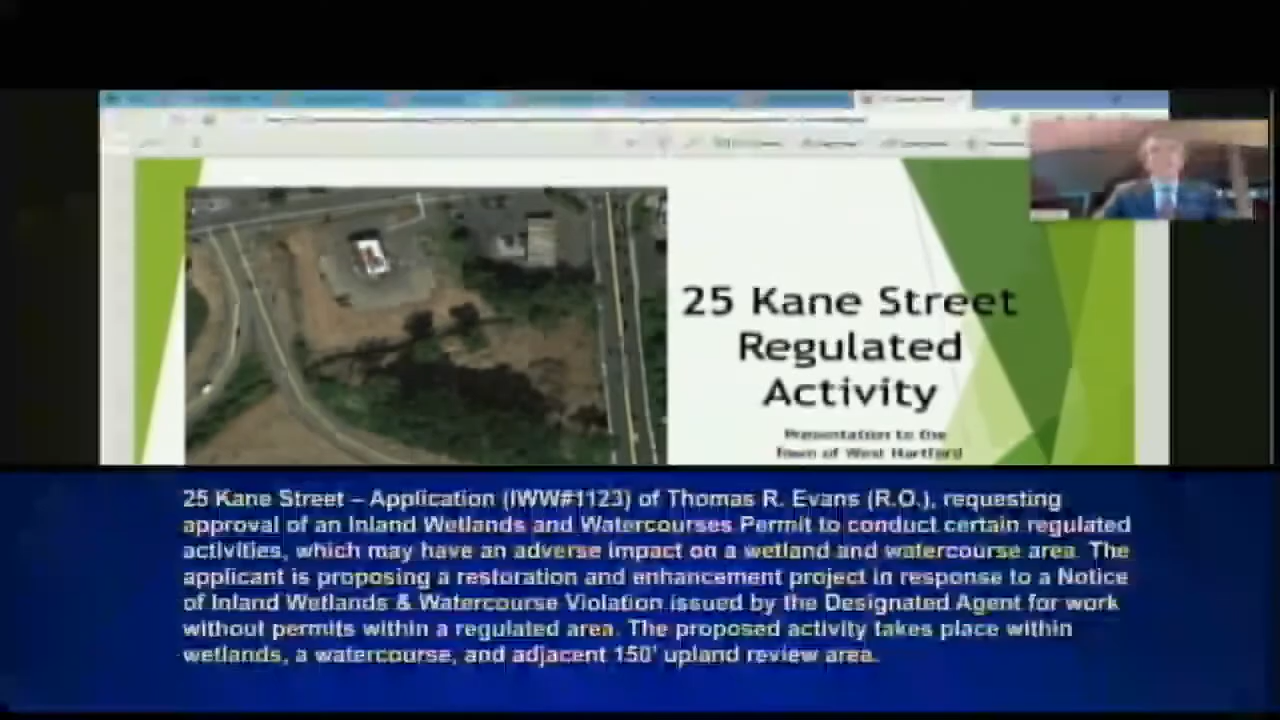 25 Kane Street
Regulated
Activity
Presentation to the
Town of West Hartford
25 Kane Street – Application (IWW#1123) of Thomas R. Evans (R.O.), requesting
approval of an Inland Wetlands and Watercourses Permit to conduct certain regulated
activities, which may have an adverse impact on a wetland and watercourse area. The
applicant is proposing a restoration and enhancement project in response to a Notice
of Inland Wetlands & Watercourse Violation issued by the Designated Agent for work
without permits within a regulated area. The proposed activity takes place within
wetlands, a watercourse, and adjacent 150' upland review area.